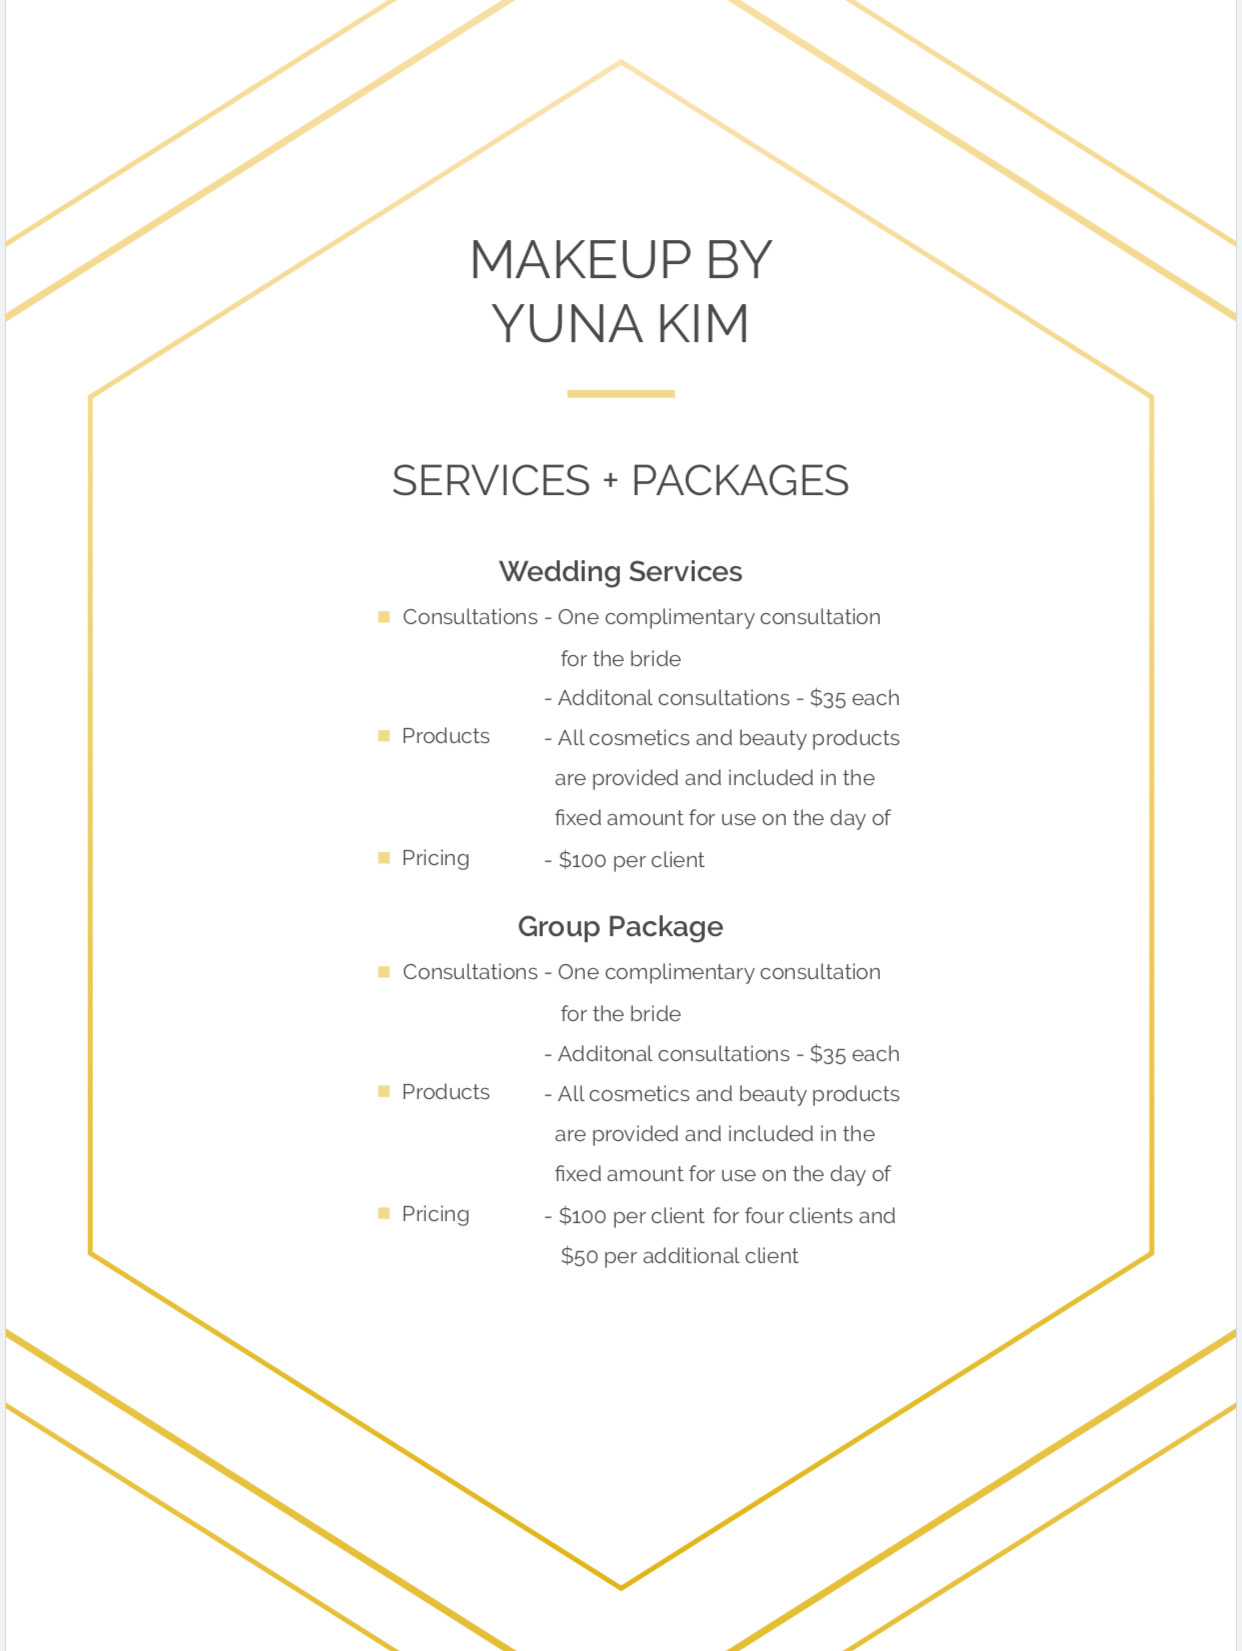 MAKEUP BY
YUNA KIM
SERVICES + PACKAGES
Wedding Services
Consultations - One complimentary consultation
for the bride
- Additonal consultations - $35 each
Products - All cosmetics and beauty products
are provided and included in the
fixed amount for use on the day of
Pricing - $100 per client
Group Package
Consultations - One complimentary consultation
for the bride
- Additonal consultations - $35 each
Products - All cosmetics and beauty products
are provided and included in the
fixed amount for use on the day of
Pricing - $100 per client for four clients and
$50 per additional client